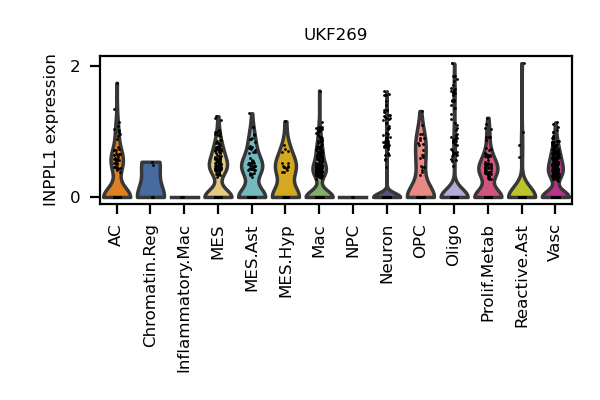 UKF269
INPPL1 expression
2
0
AC
Chromatin.Reg
Inflammatory.Mac
MES
MES.Ast
MES.Hyp
Mac
NPC
Neuron
OPC
Oligo
Prolif.Metab
Reactive.Ast
Vasc